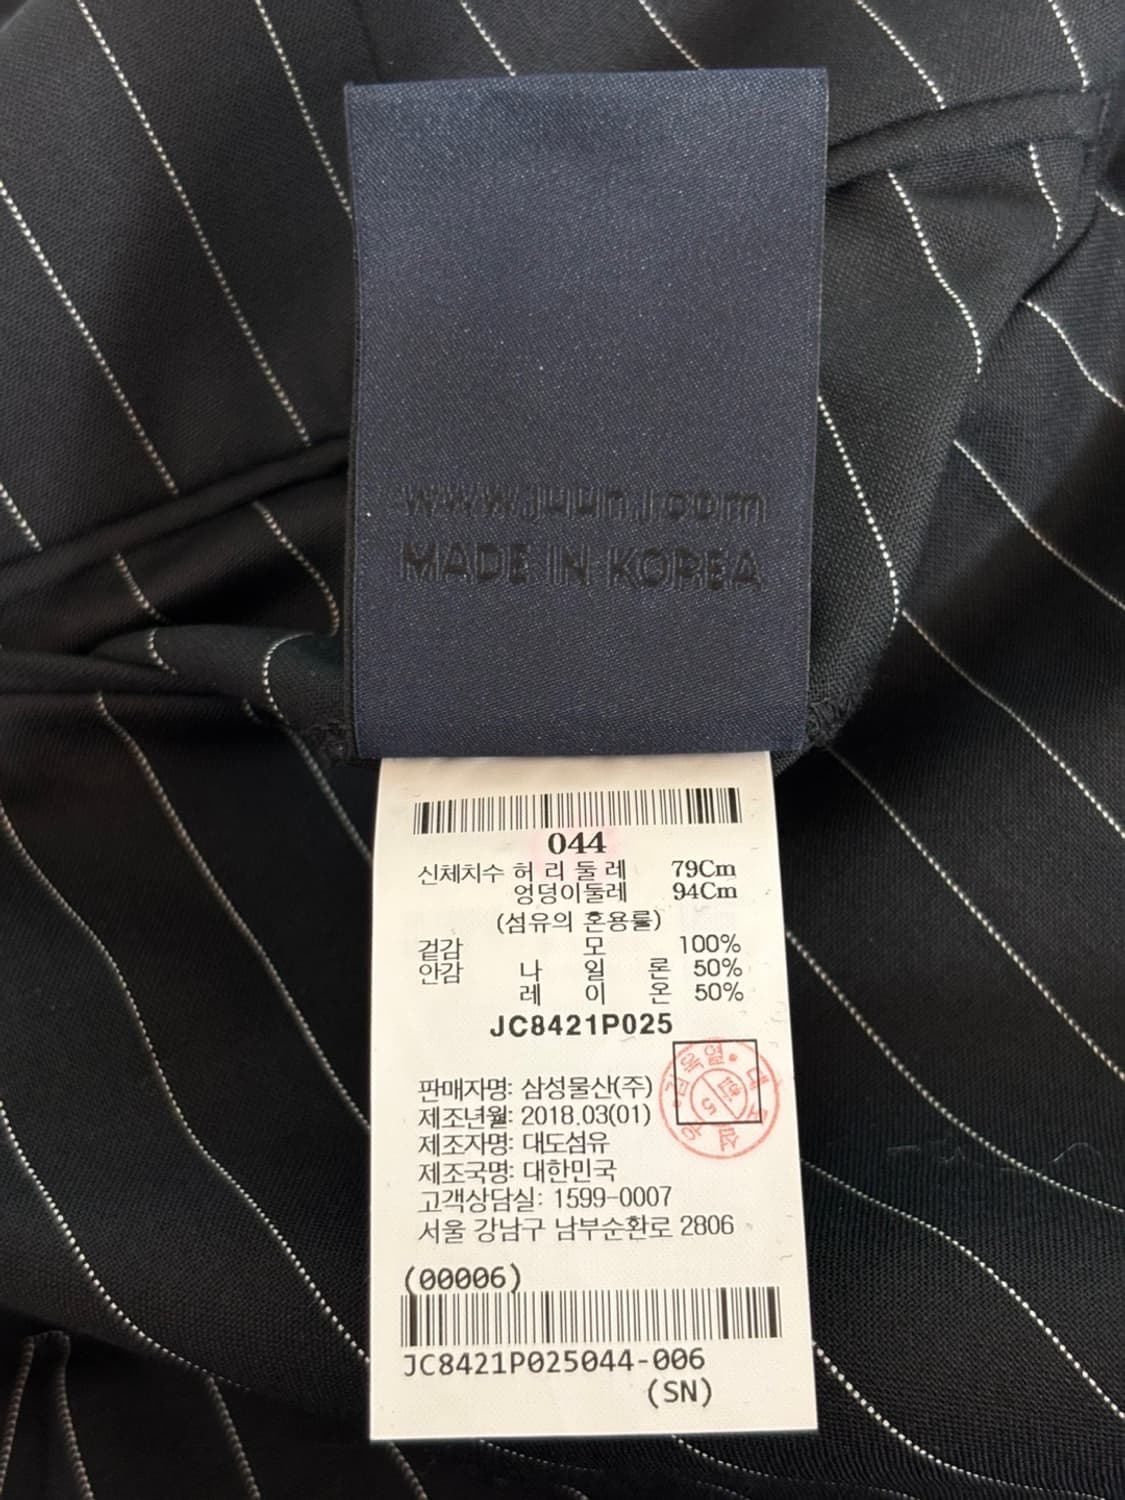 www.juunj.com
MADE IN KOREA
044
신체치수 허 리 둘 레 79Cm
엉덩이둘레 94Cm
(섬유의 혼용률)
겉감 모 100%
안감 나 일 론 50%
레 이 온 50%
JC8421P025
판매자명: 삼성물산(주)
제조년월: 2018.03(01)
제조자명: 대도섬유
제조국명: 대한민국
고객상담실: 1599-0007
서울 강남구 남부순환로 2806
(00006)
JC8421P025044-006
(SN)